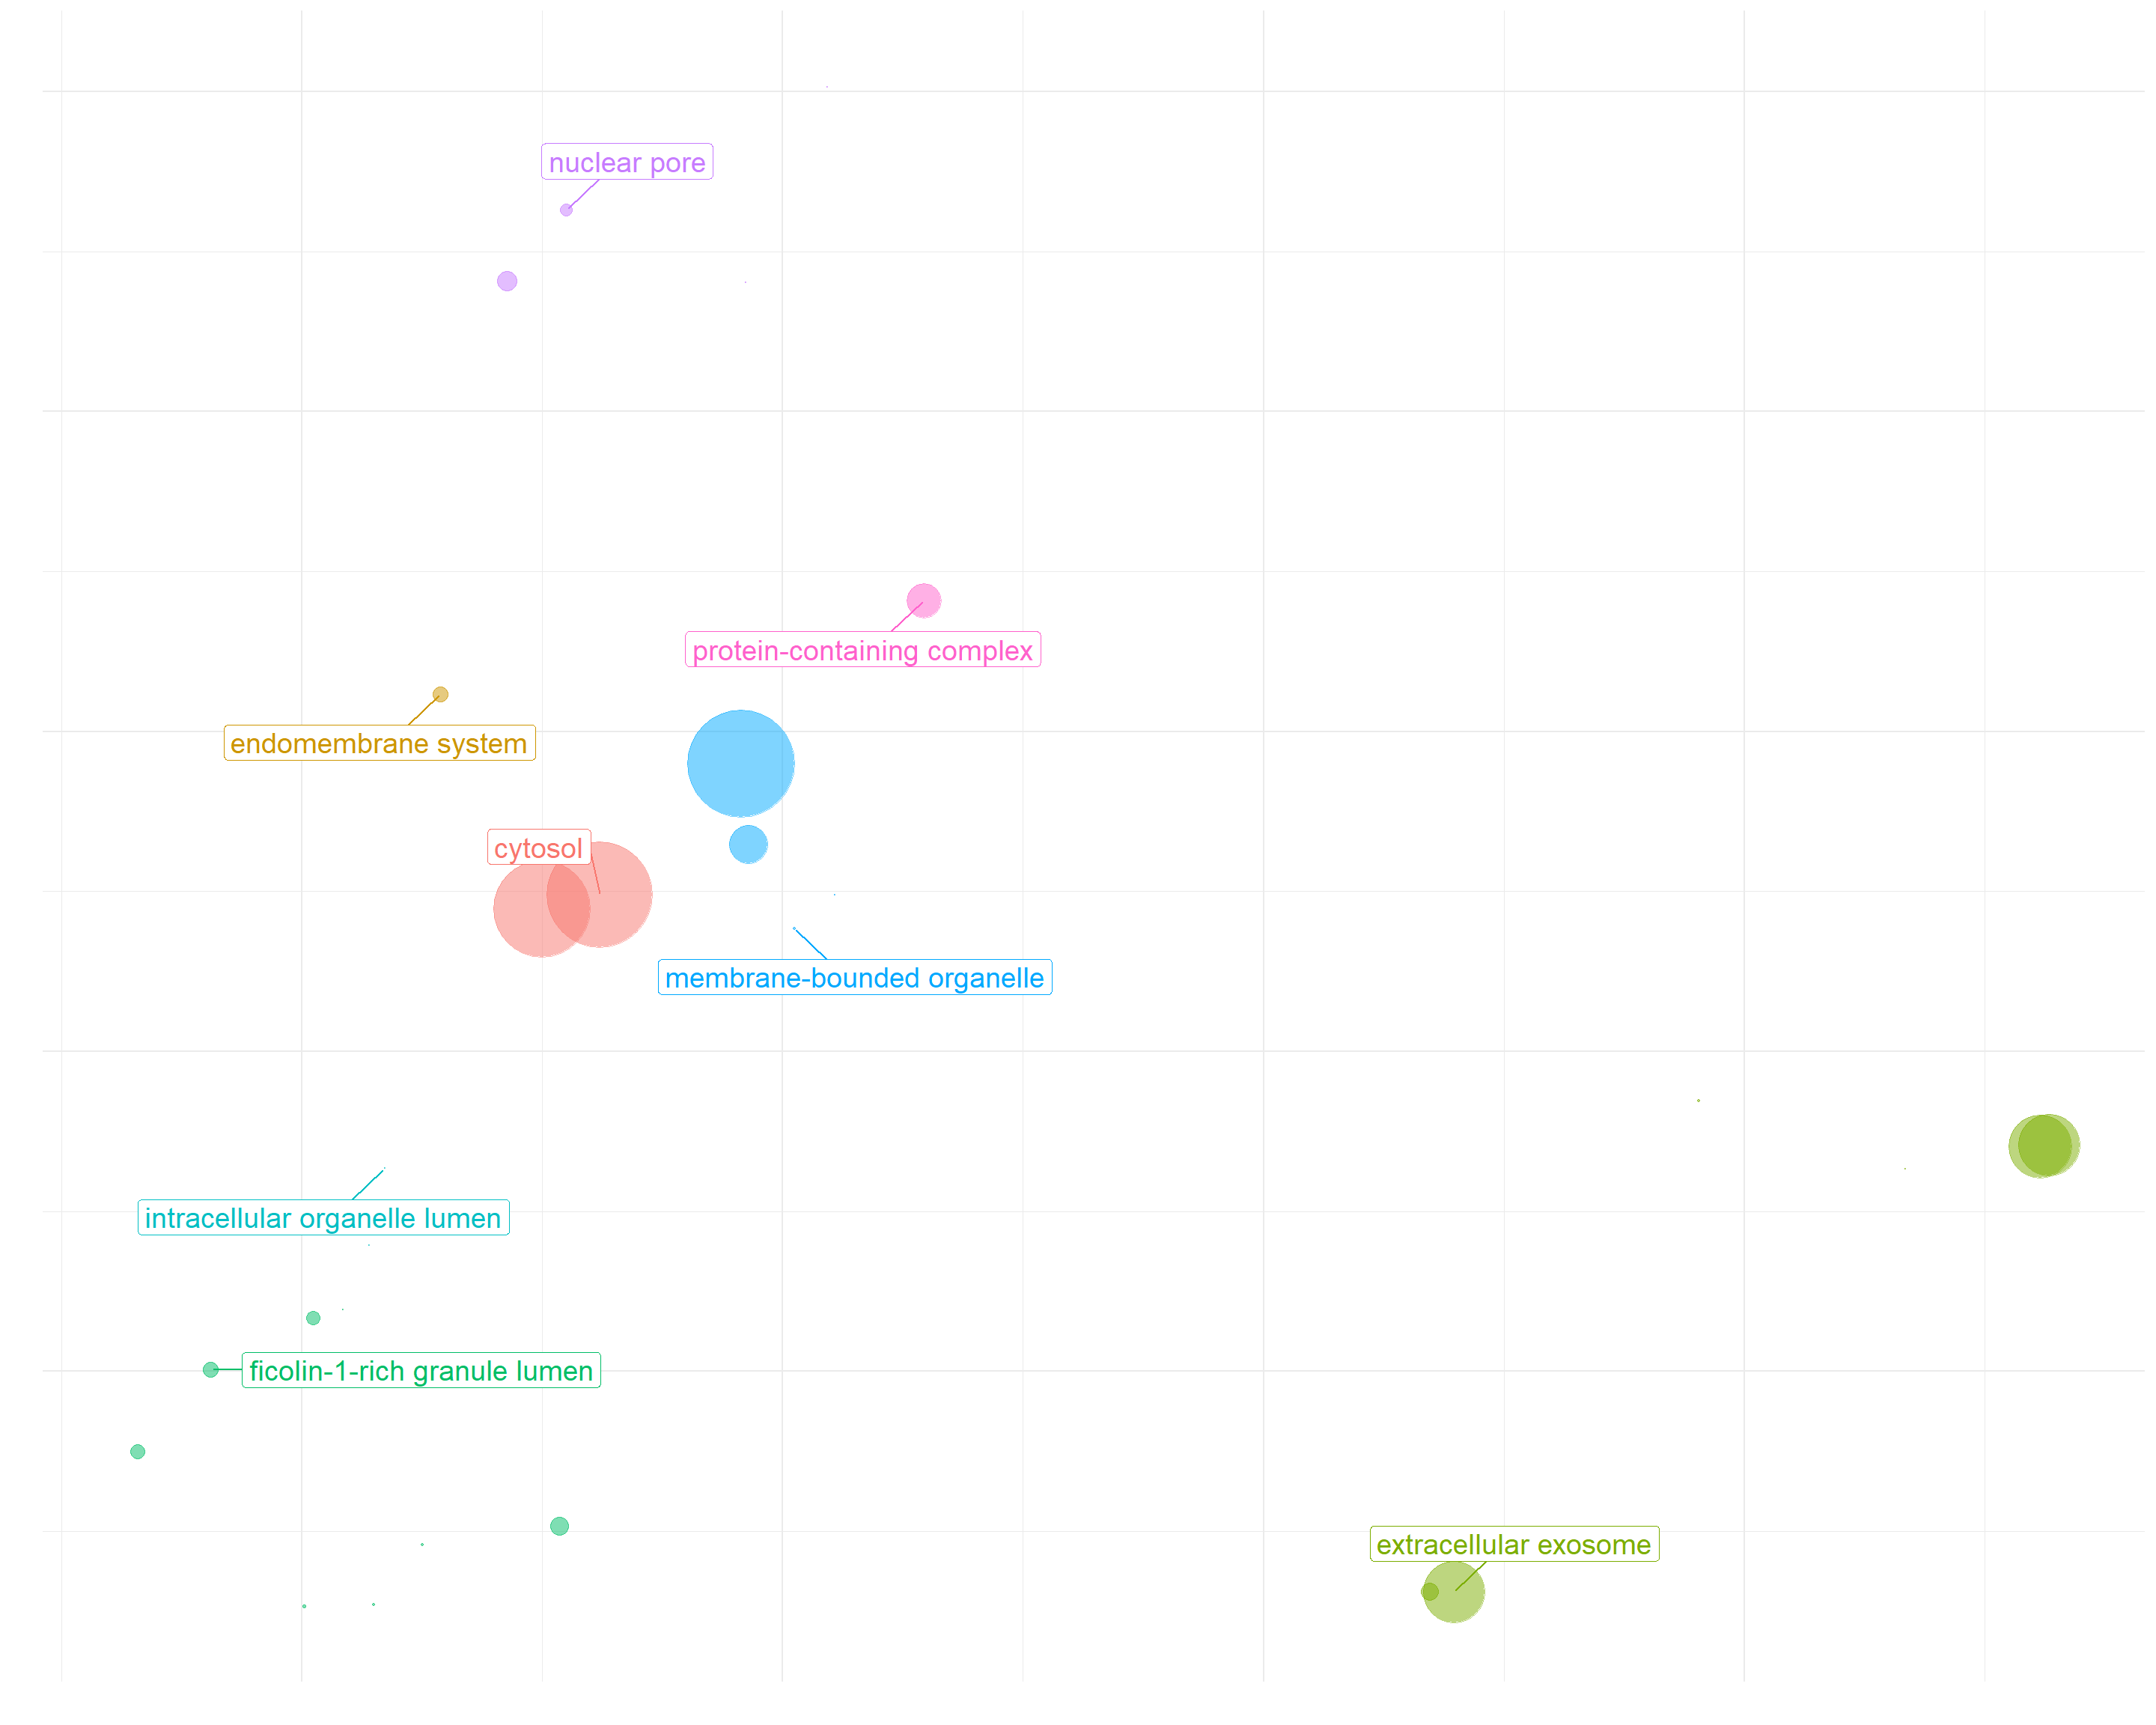 nuclear pore
protein-containing complex
endomembrane system
cytosol
membrane-bounded organelle
intracellular organelle lumen
ficolin-1-rich granule lumen
extracellular exosome